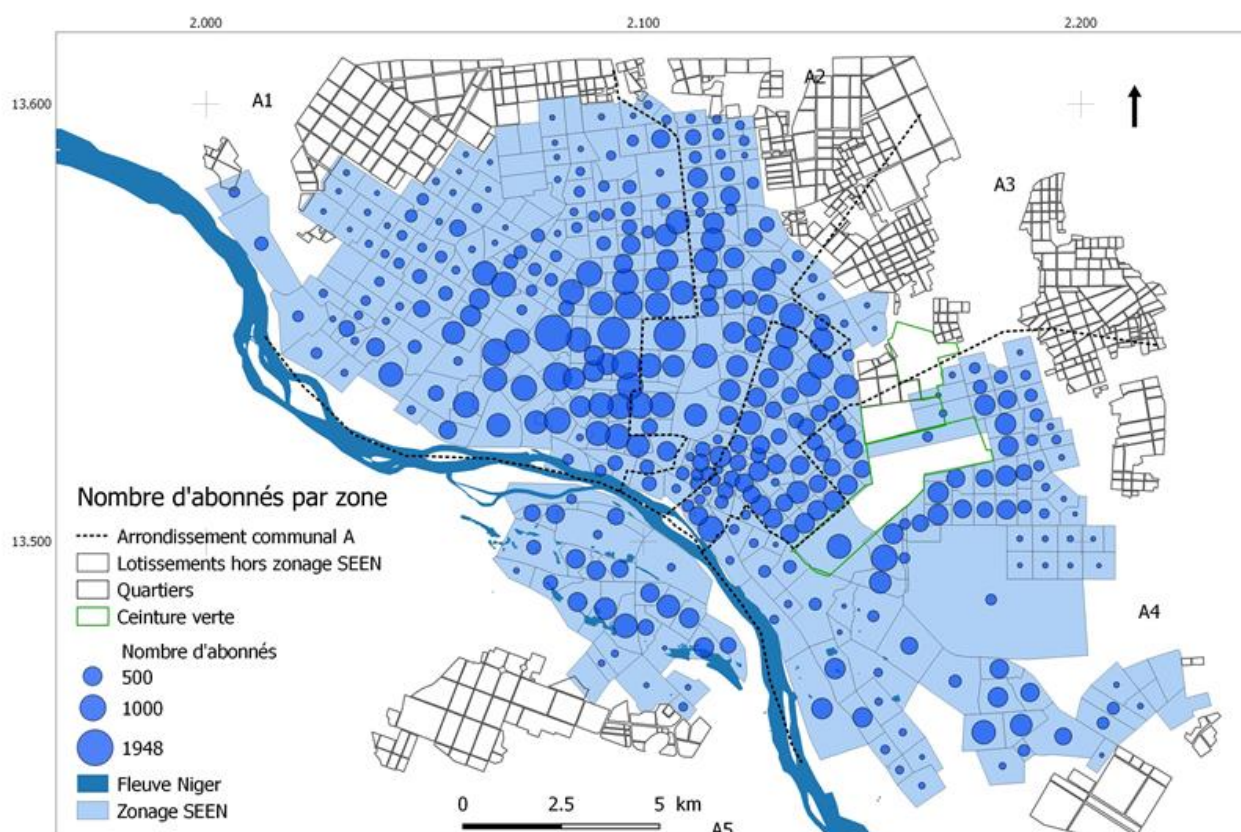 2.000 2.100 2.200
13.600
A1
A2
A3
13.500
A4
A5
Nombre d'abonnés par zone
Arrondissement communal A
Lotissements hors zonage SEEN
Quartiers
Ceinture verte
Nombre d'abonnés
500
1000
1948
Fleuve Niger
Zonage SEEN
0 2.5 5 km